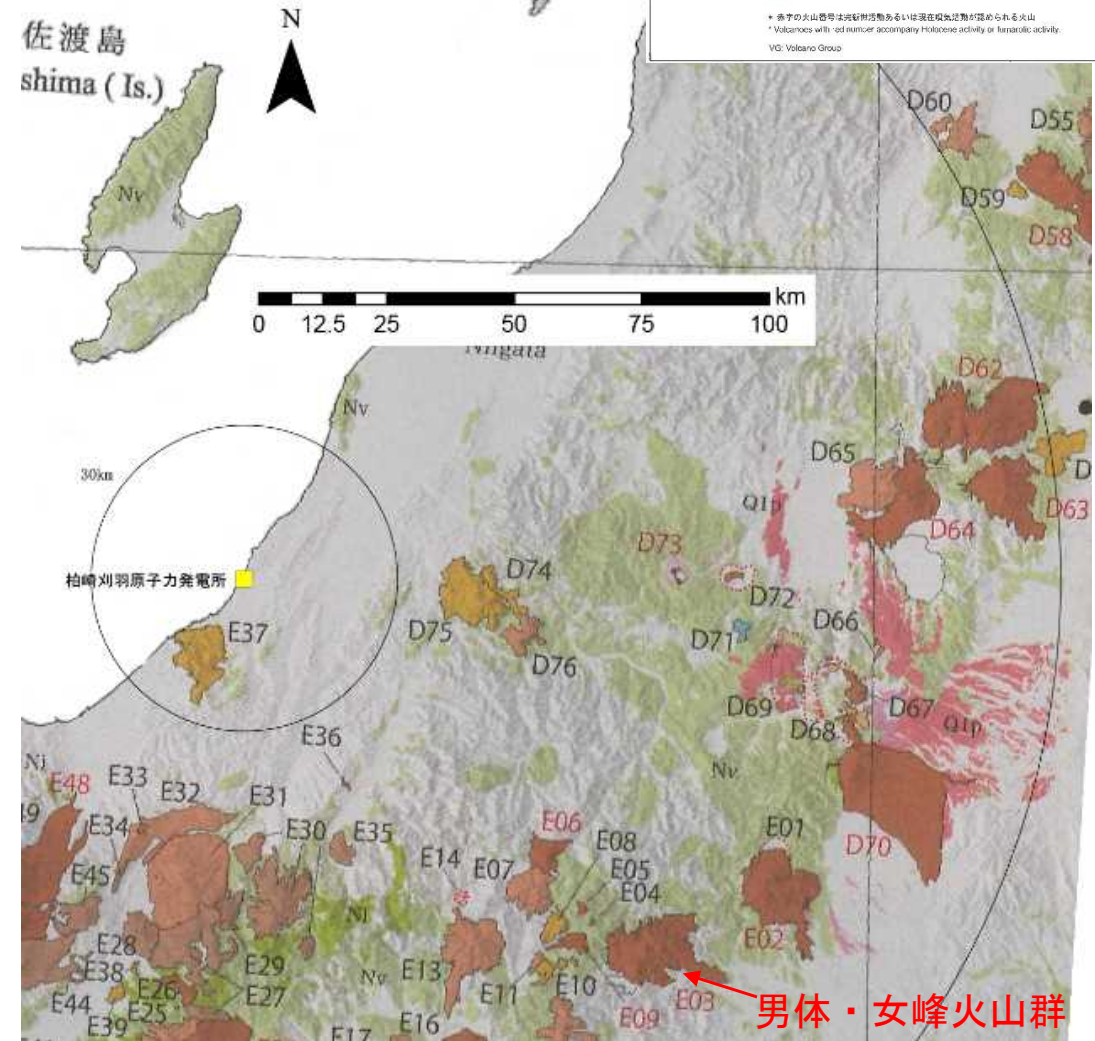 * 赤字の火山番号は完新世活動あるいは現在噴気活動が認められる火山
* Volcanoes with red number accompany Holocene activity or fumarolic activity.
VG: Volcano Group
佐渡島
shima ( Is.)
N
D60
D55
Nv
D59
D58
km
0 12.5 25 50 75 100
Niigata
D62
Nv
D65
30km
Q1p
D
D63
D73
D64
柏崎刈羽原子力発電所
D74
D72
D66
E37
D75
D71
D76
D69
D67
Q1p
D68
E36
Ni
Nv
E48
E33
E32
E31
E06
E01
E34
E30
E35
E08
D70
E14
E07
E05
E45
E04
Ni
E28
E02
E38
E29
Nv
E13
E10
E26
E27
E11
E03
E44
E25
E09
男体・女峰火山群
E39
E17
E16